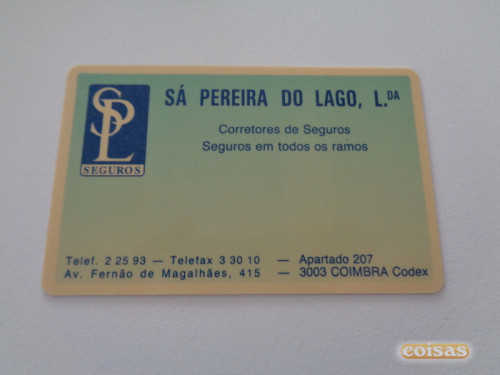 SPL
SEGUROS
SÁ PEREIRA DO LAGO, L.DA
Corretores de Seguros
Seguros em todos os ramos
Telef. 2 25 93 — Telefax 3 30 10 — Apartado 207
Av. Fernão de Magalhães, 415 — 3003 COIMBRA Codex
coisas